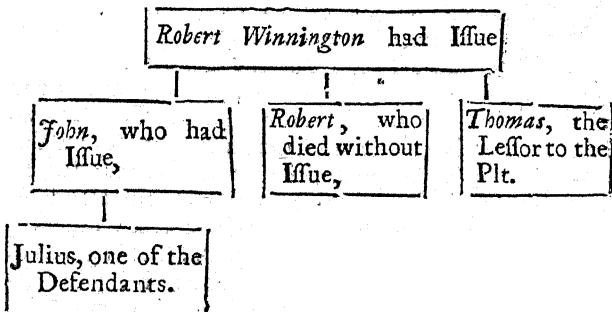 Robert Winnington had Iſſue
John, who had
Iſſue,
Robert, who
died without
Iſſue,
Thomas, the
Leſſor to the
Plt.
Julius, one of the
Defendants.